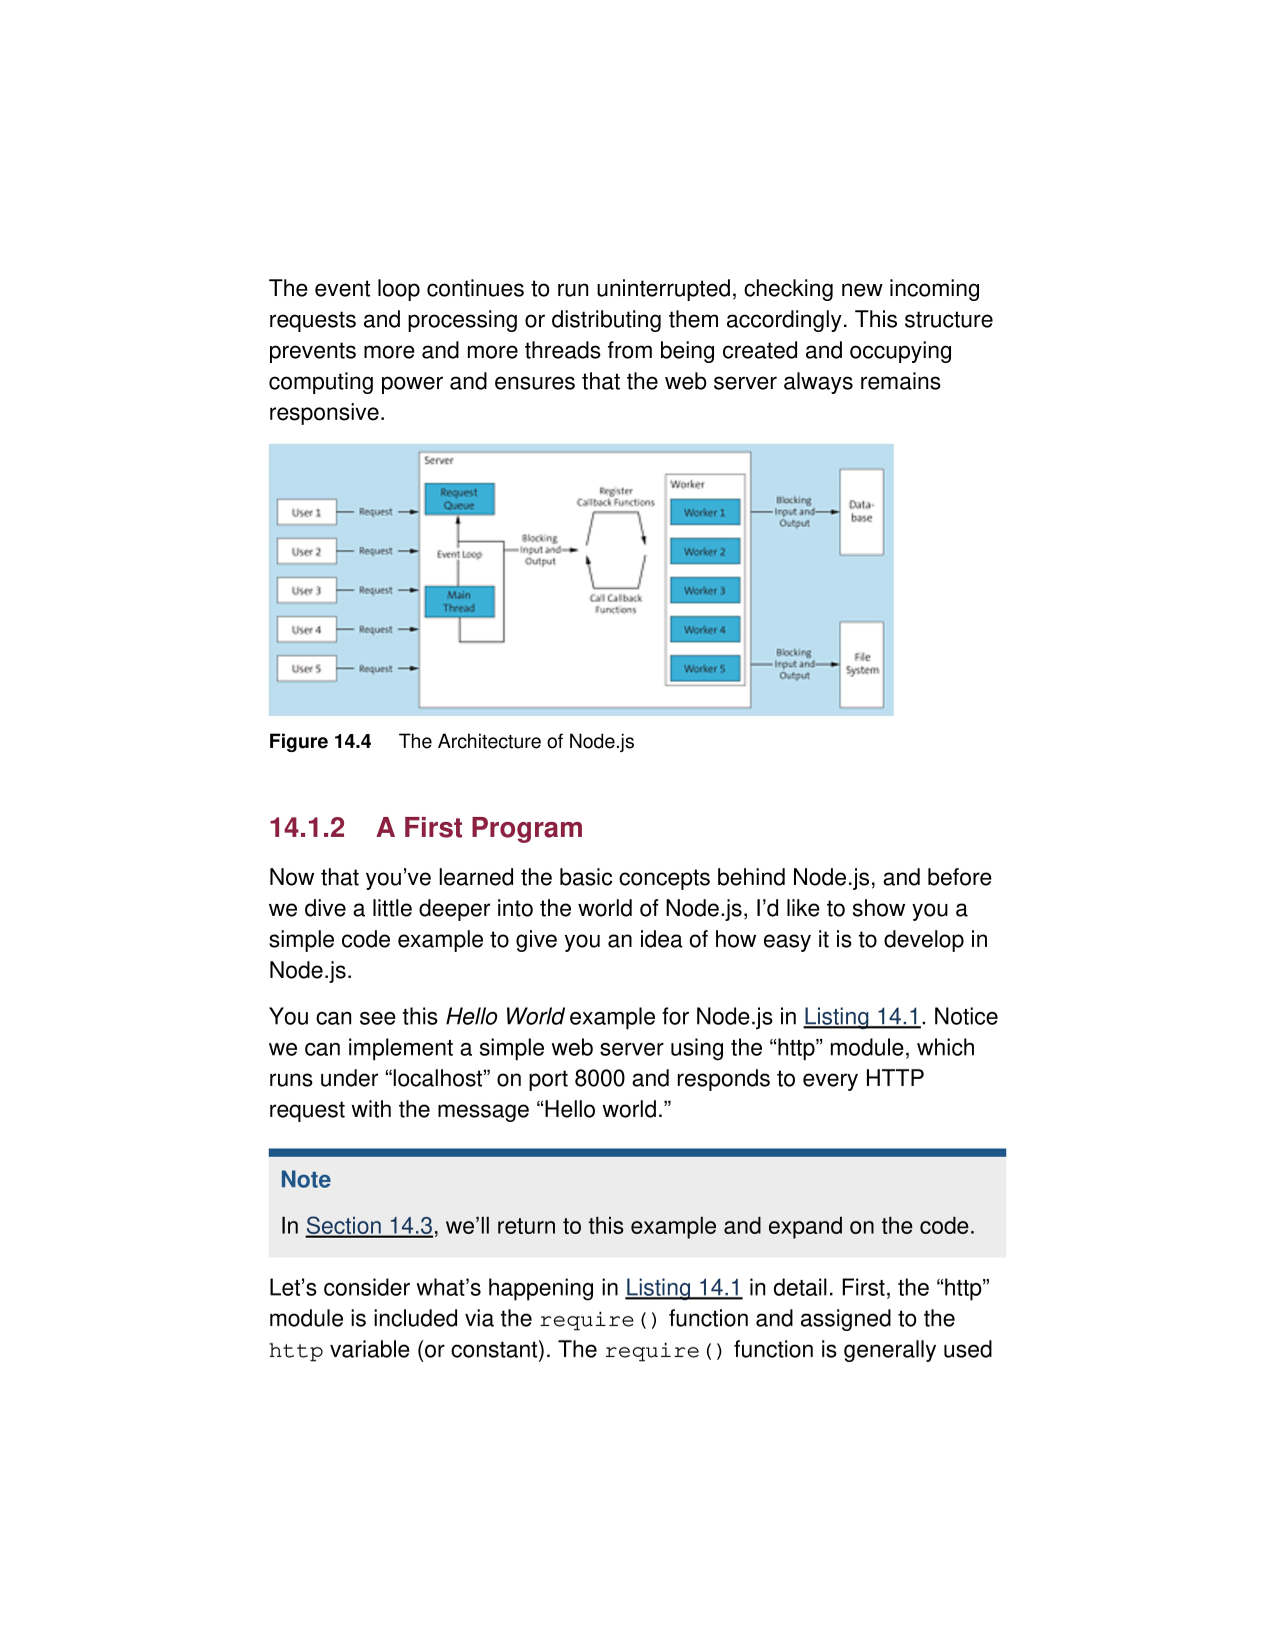 The event loop continues to run uninterrupted, checking new incoming
requests and processing or distributing them accordingly. This structure
prevents more and more threads from being created and occupying
computing power and ensures that the web server always remains
responsive.
Server
Request
Queue
Event Loop
Main
Thread
User 1
Request
User 2
Request
User 3
Request
User 4
Request
User 5
Request
Blocking
Input and
Output
Register
Callback Functions
Call Callback
Functions
Worker
Worker 1
Worker 2
Worker 3
Worker 4
Worker 5
Blocking
Input and
Output
Data-
base
Blocking
Input and
Output
File
System
Figure 14.4 The Architecture of Node.js
14.1.2 A First Program
Now that you’ve learned the basic concepts behind Node.js, and before
we dive a little deeper into the world of Node.js, I’d like to show you a
simple code example to give you an idea of how easy it is to develop in
Node.js.
You can see this Hello World example for Node.js in Listing 14.1. Notice
we can implement a simple web server using the “http” module, which
runs under “localhost” on port 8000 and responds to every HTTP
request with the message “Hello world.”
Note
In Section 14.3, we’ll return to this example and expand on the code.
Let’s consider what’s happening in Listing 14.1 in detail. First, the “http”
module is included via the require() function and assigned to the
http variable (or constant). The require() function is generally used